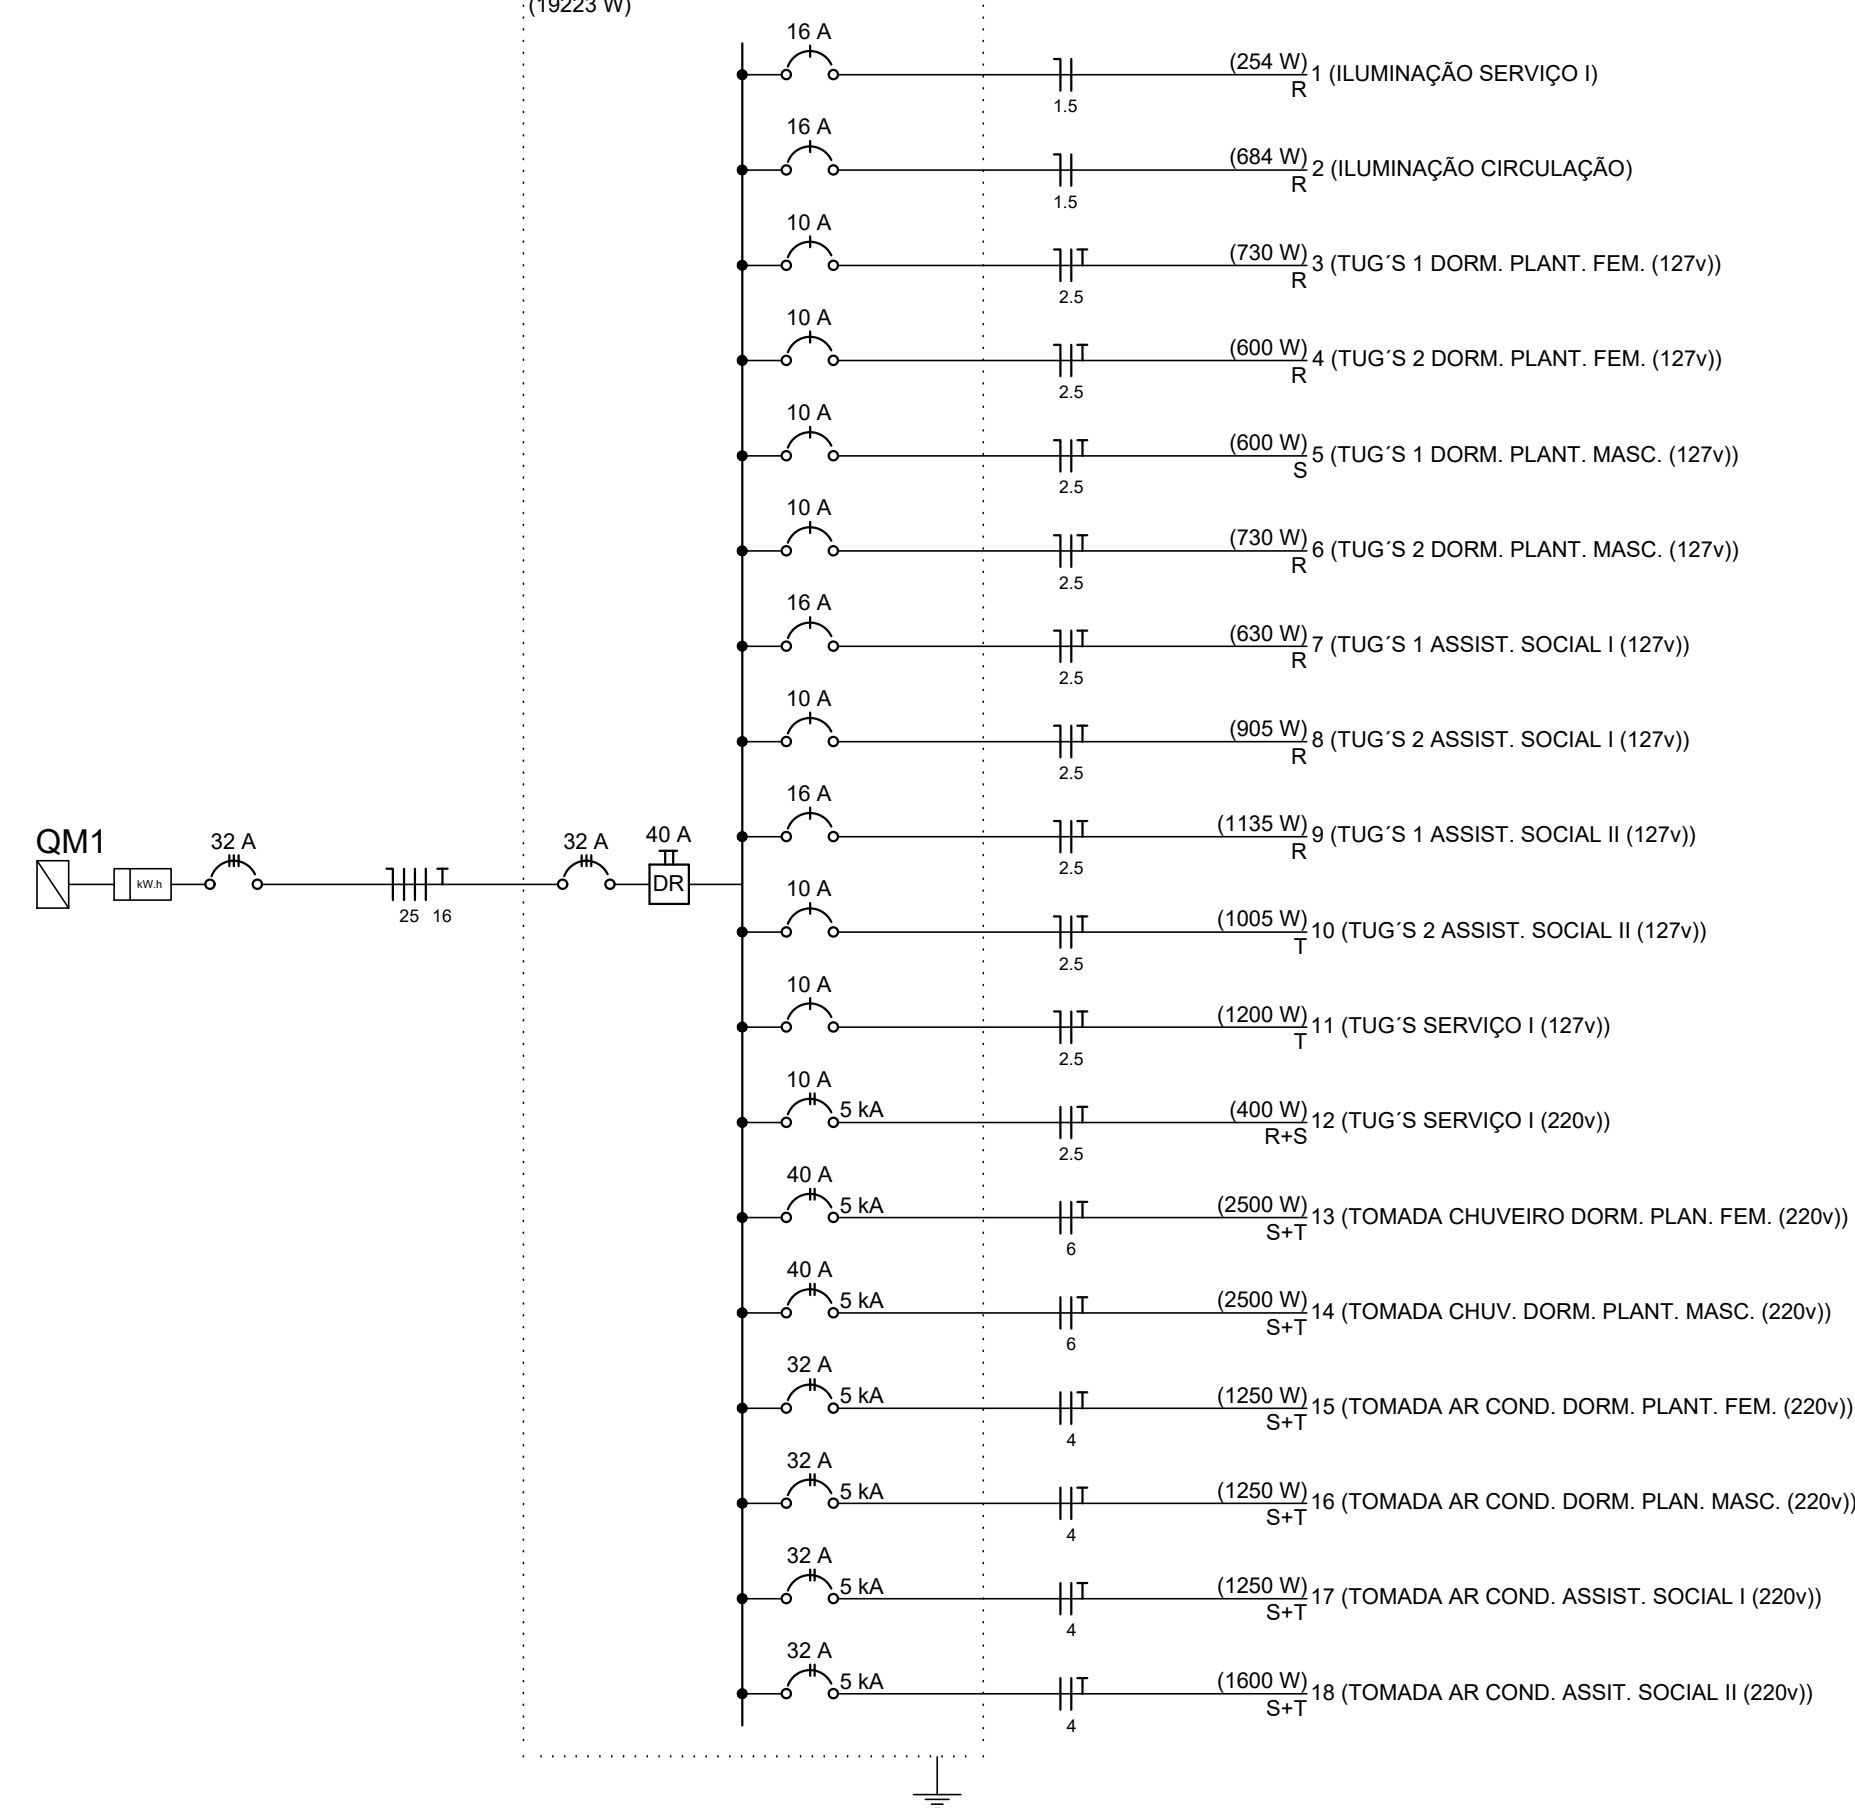 (19223 W)
16 A
(254 W) 1 (ILUMINAÇÃO SERVIÇO I)
R
1.5
16 A
(684 W) 2 (ILUMINAÇÃO CIRCULAÇÃO)
R
1.5
10 A
(730 W) 3 (TUG´S 1 DORM. PLANT. FEM. (127v))
R
2.5
10 A
(600 W) 4 (TUG´S 2 DORM. PLANT. FEM. (127v))
R
2.5
10 A
(600 W) 5 (TUG´S 1 DORM. PLANT. MASC. (127v))
S
2.5
10 A
(730 W) 6 (TUG´S 2 DORM. PLANT. MASC. (127v))
R
2.5
16 A
(630 W) 7 (TUG´S 1 ASSIST. SOCIAL I (127v))
R
2.5
10 A
(905 W) 8 (TUG´S 2 ASSIST. SOCIAL I (127v))
R
2.5
16 A
(1135 W) 9 (TUG´S 1 ASSIST. SOCIAL II (127v))
R
2.5
QM1
kW.h
32 A
25 16
32 A
40 A
DR
10 A
(1005 W) 10 (TUG´S 2 ASSIST. SOCIAL II (127v))
T
2.5
10 A
(1200 W) 11 (TUG´S SERVIÇO I (127v))
T
2.5
10 A
5 kA
(400 W) 12 (TUG´S SERVIÇO I (220v))
R+S
2.5
40 A
5 kA
(2500 W) 13 (TOMADA CHUVEIRO DORM. PLAN. FEM. (220v))
S+T
6
40 A
5 kA
(2500 W) 14 (TOMADA CHUV. DORM. PLANT. MASC. (220v))
S+T
6
32 A
5 kA
(1250 W) 15 (TOMADA AR COND. DORM. PLANT. FEM. (220v))
S+T
4
32 A
5 kA
(1250 W) 16 (TOMADA AR COND. DORM. PLAN. MASC. (220v))
S+T
4
32 A
5 kA
(1250 W) 17 (TOMADA AR COND. ASSIST. SOCIAL I (220v))
S+T
4
32 A
5 kA
(1600 W) 18 (TOMADA AR COND. ASSIT. SOCIAL II (220v))
S+T
4